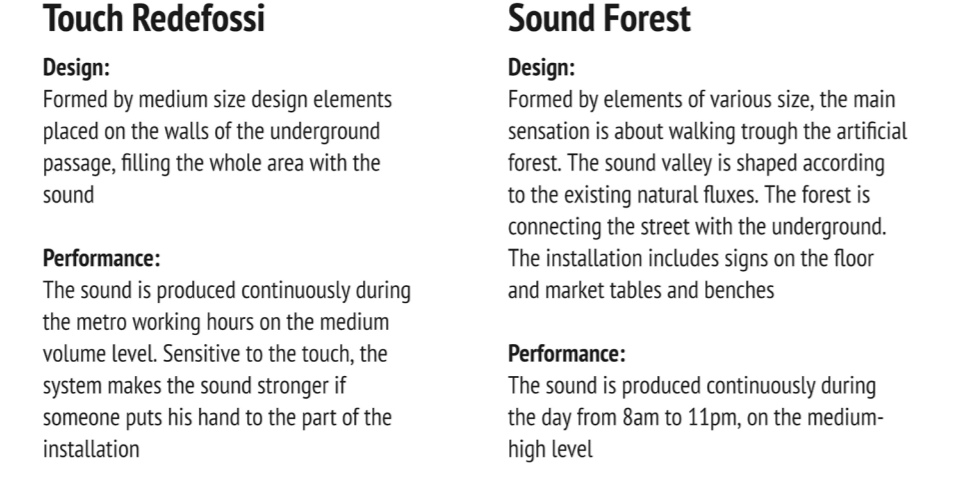 Touch Redefossi
Design:
Formed by medium size design elements
placed on the walls of the underground
passage, filling the whole area with the
sound
Performance:
The sound is produced continuously during
the metro working hours on the medium
volume level. Sensitive to the touch, the
system makes the sound stronger if
someone puts his hand to the part of the
installation
Sound Forest
Design:
Formed by elements of various size, the main
sensation is about walking trough the artificial
forest. The sound valley is shaped according
to the existing natural fluxes. The forest is
connecting the street with the underground.
The installation includes signs on the floor
and market tables and benches
Performance:
The sound is produced continuously during
the day from 8am to 11pm, on the medium-
high level